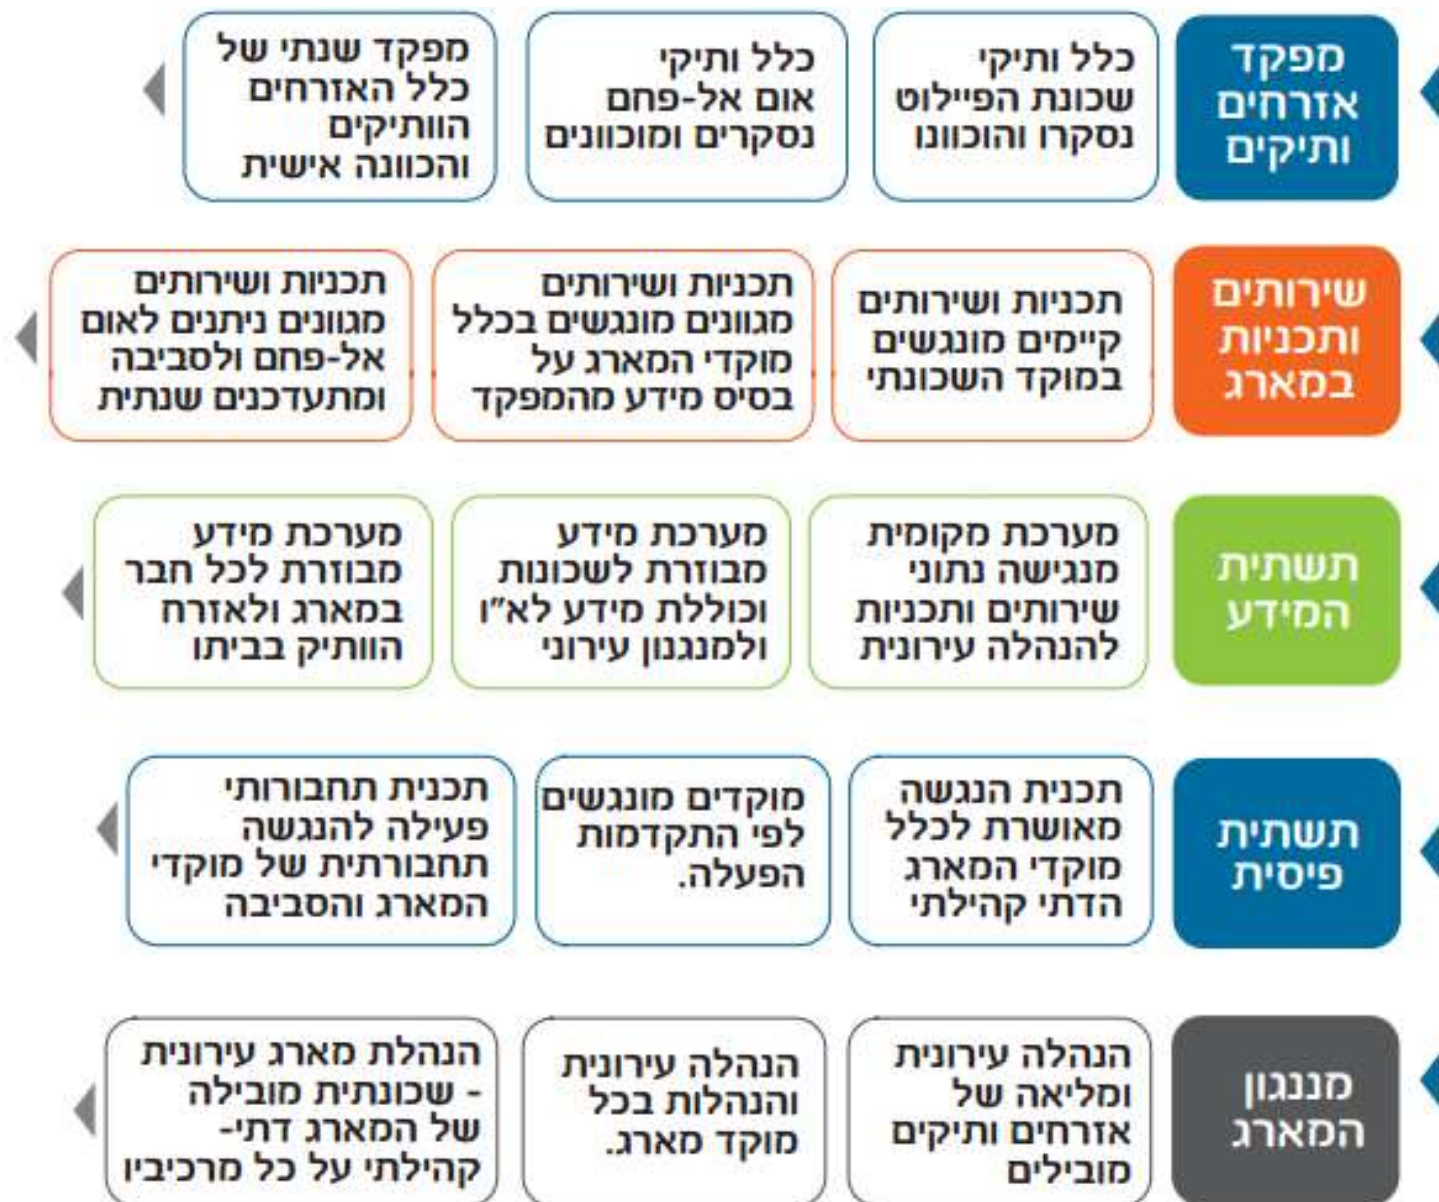 מפקד
אזרחים
ותיקים
כלל ותיקי
שכונת הפיילוט
נסקרו והוכוונו
כלל ותיקי
אום אל-פחם
נסקרים ומוכוונים
מפקד שנתי של
כלל האזרחים
הוותיקים
והכוונה אישית
שירותים
ותכניות
במארג
תכניות ושירותים
קיימים מונגשים
במוקד השכונתי
תכניות ושירותים
מגוונים מונגשים בכלל
מוקדי המארג על
בסיס מידע מהמפקד
תכניות ושירותים
מגוונים ניתנים לאום
אל-פחם ולסביבה
ומתעדכנים שנתית
תשתית
המידע
מערכת מקומית
מנגישה נתוני
שירותים ותכניות
להנהלה עירונית
מערכת מידע
מבוזרת לשכונות
וכוללת מידע לא"ו
ולמנגנון עירוני
מערכת מידע
מבוזרת לכל חבר
במארג ולאזרח
הוותיק בביתו
תשתית
פיסית
תכנית הנגשה
מאושרת לכלל
מוקדי המארג
הדתי קהילתי
מוקדים מונגשים
לפי התקדמות
הפעלה.
תכנית תחבורתי
פעילה להנגשה
תחבורתית של מוקדי
המארג והסביבה
מננגון
המארג
הנהלה עירונית
ומליאה של
אזרחים ותיקים
מובילים
הנהלה עירונית
והנהלות בכל
מוקד מארג.
הנהלת מארג עירונית
- שכונתית מובילה
של המארג דתי-
קהילתי על כל מרכיביו